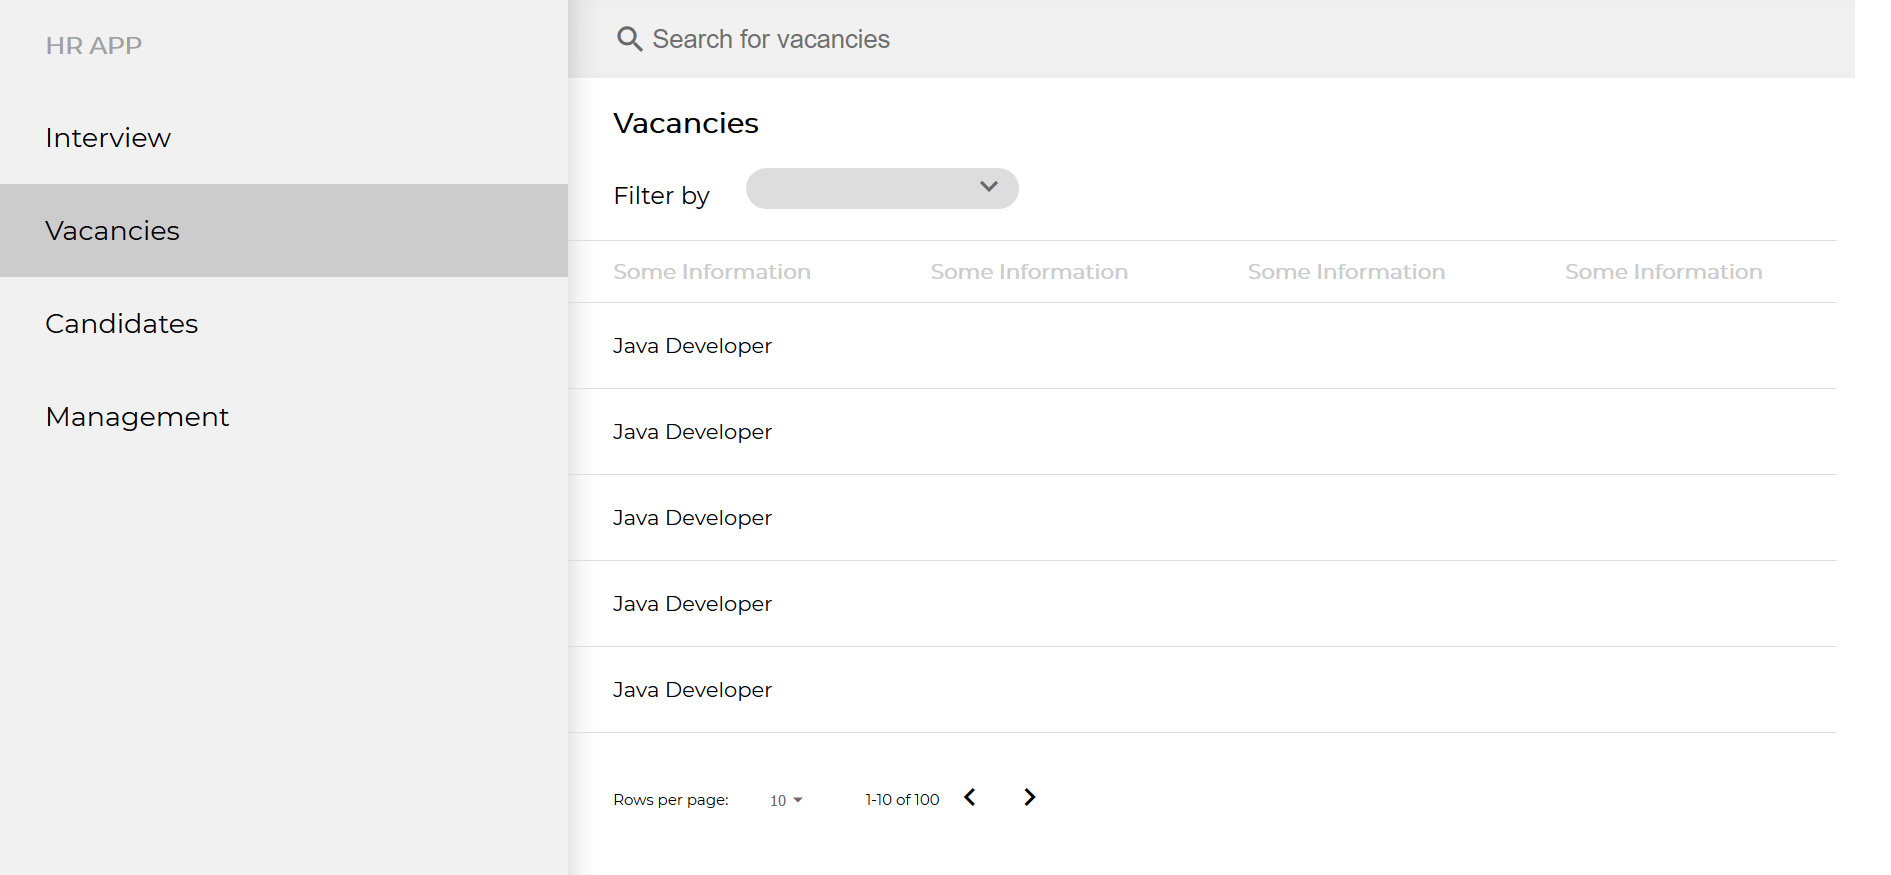 HR APP
Interview
Vacancies
Candidates
Management
Search for vacancies
Vacancies
Filter by
Some Information Some Information Some Information Some Information
Java Developer
Java Developer
Java Developer
Java Developer
Java Developer
Rows per page: 10 1-10 of 100